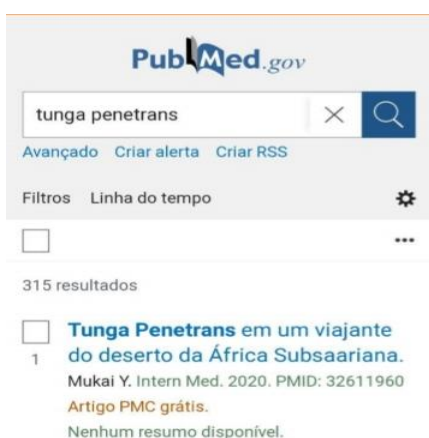 PubMed.gov
tunga penetrans
Avançado Criar alerta Criar RSS
Filtros Linha do tempo
315 resultados
Tunga Penetrans em um viajante
1 do deserto da África Subsaariana.
Mukai Y. Intern Med. 2020. PMID: 32611960
Artigo PMC grátis.
Nenhum resumo disponível.